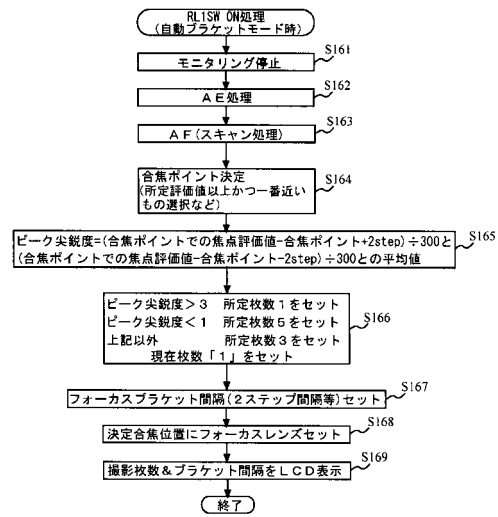 RL1SW ON処理
(自動ブラケットモード時)
S161
モニタリング停止
S162
AE処理
S163
AF(スキャン処理)
S164
合焦ポイント決定
(所定評価値以上かつ一番近い
もの選択など)
S165
ピーク尖鋭度=(合焦ポイントでの焦点評価値-合焦ポイント+2step)÷300と
(合焦ポイントでの焦点評価値-合焦ポイント-2step)÷300との平均値
S166
ピーク尖鋭度>3 所定枚数1をセット
ピーク尖鋭度<1 所定枚数5をセット
上記以外 所定枚数3をセット
現在枚数「1」をセット
S167
フォーカスブラケット間隔(2ステップ間隔等)セット
S168
決定合焦位置にフォーカスレンズセット
S169
撮影枚数&ブラケット間隔をLCD表示
終了